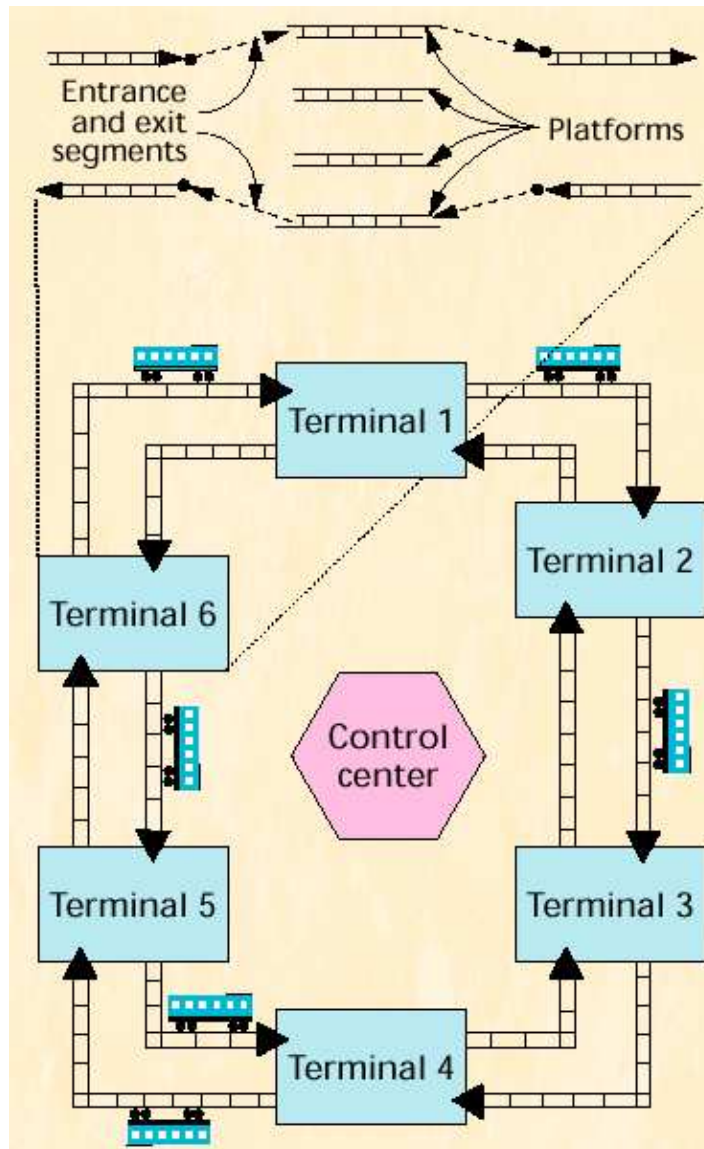 Entrance
and exit
segments
Platforms
Terminal 1
Terminal 2
Terminal 6
Control
center
Terminal 5
Terminal 3
Terminal 4